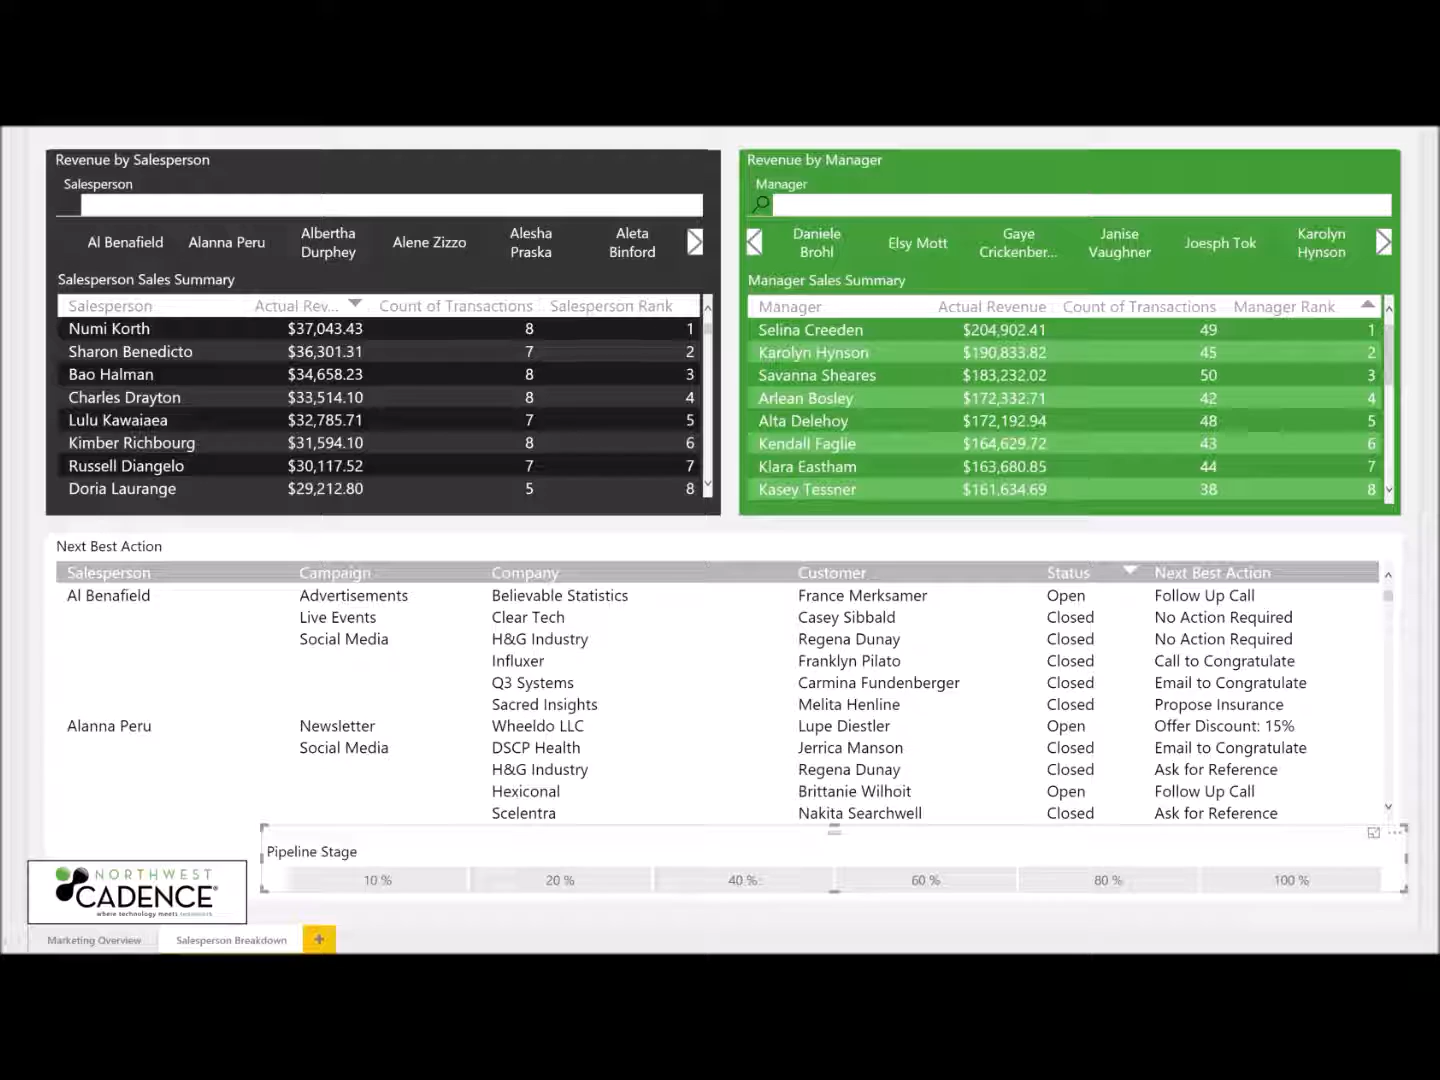 Revenue by Salesperson
Salesperson
Al Benafield Alanna Peru Albertha Durphey Alene Zizzo Alesha Praska Aleta Binford
Salesperson Sales Summary
Salesperson Actual Rev... Count of Transactions Salesperson Rank
Numi Korth $37,043.43 8 1
Sharon Benedicto $36,301.31 7 2
Bao Halman $34,658.23 8 3
Charles Drayton $33,514.10 8 4
Lulu Kawaiaea $32,785.71 7 5
Kimber Richbourg $31,594.10 8 6
Russell Diangelo $30,117.52 7 7
Doria Laurange $29,212.80 5 8
Revenue by Manager
Manager
Daniele Brohl Elsy Mott Gaye Crickenber... Janise Vaughner Joesph Tok Karolyn Hynson
Manager Sales Summary
Manager Actual Revenue Count of Transactions Manager Rank
Selina Creeden $204,902.41 49 1
Karolyn Hynson $190,833.82 45 2
Savanna Sheares $183,232.02 50 3
Arlean Bosley $172,332.71 42 4
Alta Delehoy $172,192.94 48 5
Kendall Faglie $164,629.72 43 6
Klara Eastham $163,680.85 44 7
Kasey Tessner $161,634.69 38 8
Next Best Action
Salesperson Campaign Company Customer Status Next Best Action
Al Benafield Advertisements Believable Statistics France Merksamer Open Follow Up Call
Live Events Clear Tech Casey Sibbald Closed No Action Required
Social Media H&G Industry Regena Dunay Closed No Action Required
Influxer Franklyn Pilato Closed Call to Congratulate
Q3 Systems Carmina Fundenberger Closed Email to Congratulate
Sacred Insights Melita Henline Closed Propose Insurance
Alanna Peru Newsletter Wheeldo LLC Lupe Diestler Open Offer Discount: 15%
Social Media DSCP Health Jerrica Manson Closed Email to Congratulate
H&G Industry Regena Dunay Closed Ask for Reference
Hexiconal Brittanie Wilhoit Open Follow Up Call
Scelentra Nakita Searchwell Closed Ask for Reference
Pipeline Stage
10 % 20 % 40 % 60 % 80 % 100 %
NORTHWEST
CADENCE
where technology meets teamwork
Marketing Overview Salesperson Breakdown +